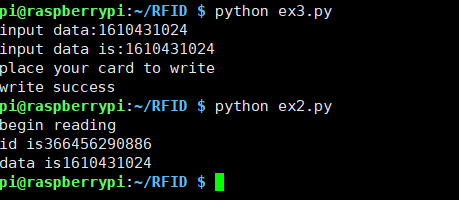 pi@raspberrypi:~/RFID $ python ex3.py
input data:1610431024
input data is:1610431024
place your card to write
write success
pi@raspberrypi:~/RFID $ python ex2.py
begin reading
id is366456290886
data is1610431024
pi@raspberrypi:~/RFID $